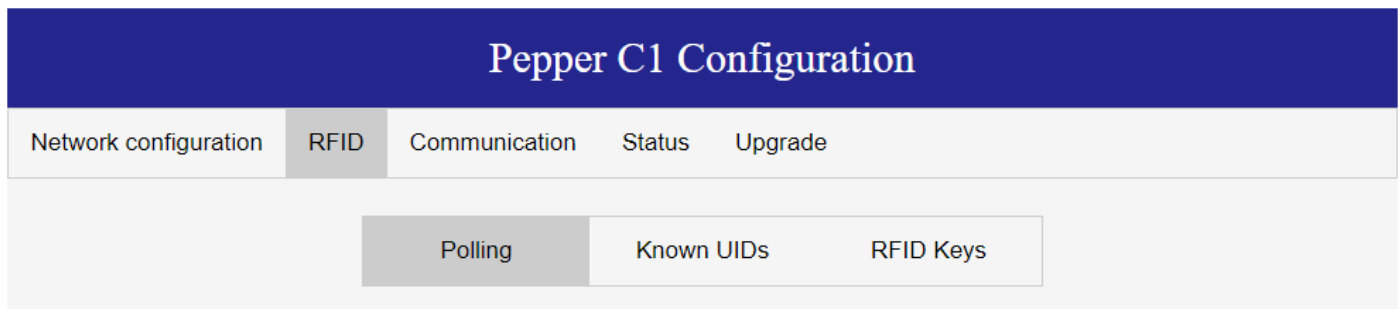 Pepper C1 Configuration
Network configuration RFID Communication Status Upgrade
Polling Known UIDs RFID Keys